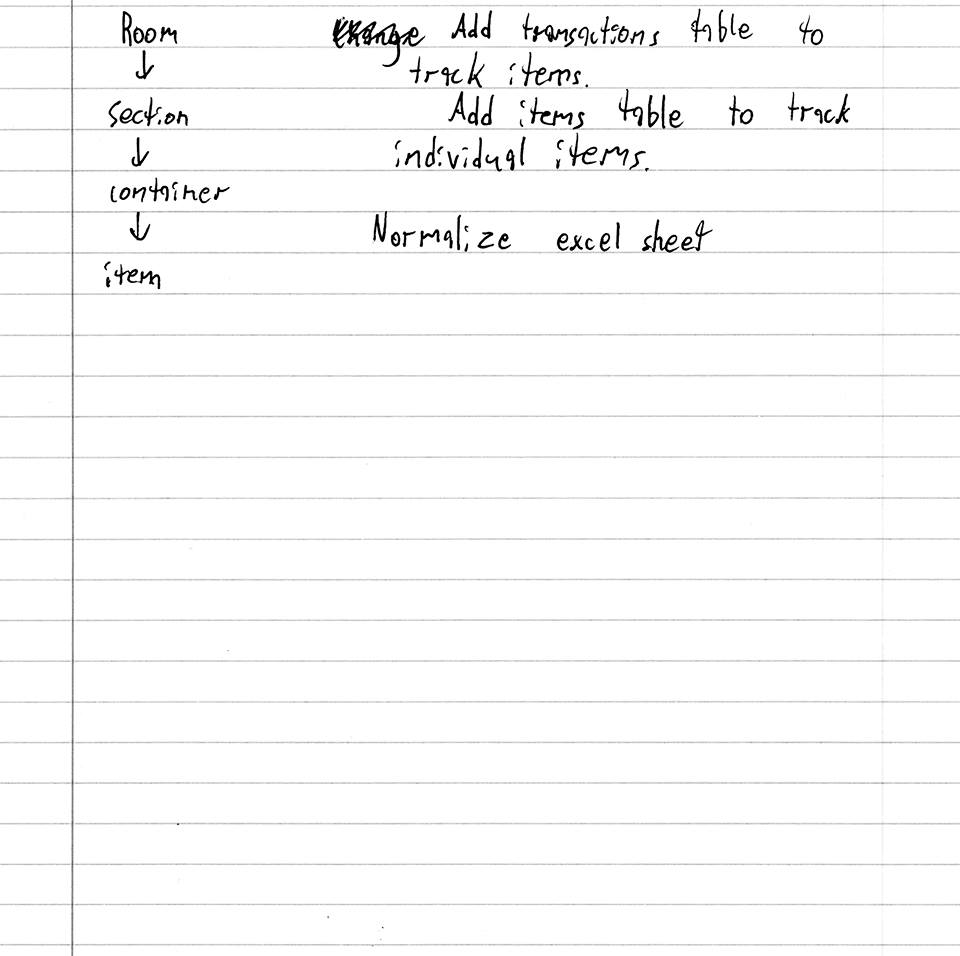 Room
↓
section
↓
container
↓
item
Add transactions table to
track items.
Add items table to track
individual items.
Normalize excel sheet